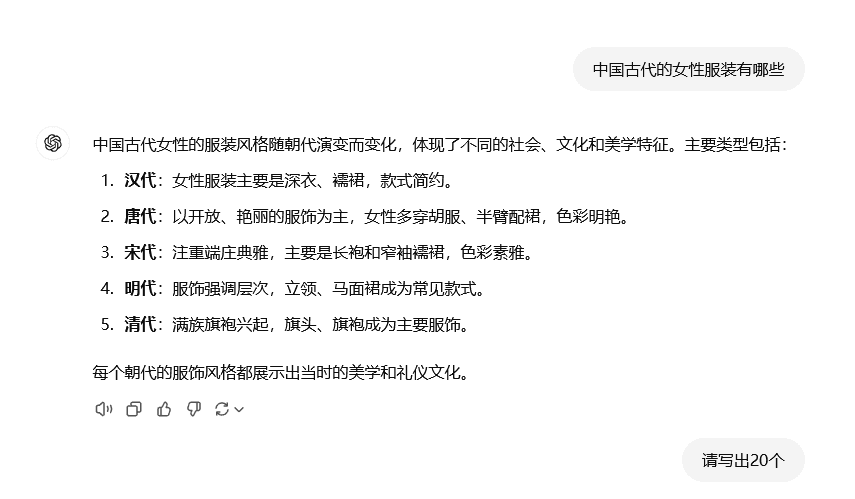 中国古代的女性服装有哪些
中国古代女性的服装风格随朝代演变而变化，体现了不同的社会、文化和美学特征。主要类型包括：
1. 汉代：女性服装主要是深衣、襦裙，款式简约。
2. 唐代：以开放、艳丽的服饰为主，女性多穿胡服、半臂配裙，色彩明艳。
3. 宋代：注重端庄典雅，主要是长袍和窄袖襦裙，色彩素雅。
4. 明代：服饰强调层次，立领、马面裙成为常见款式。
5. 清代：满族旗袍兴起，旗头、旗袍成为主要服饰。
每个朝代的服饰风格都展示出当时的美学和礼仪文化。
请写出20个